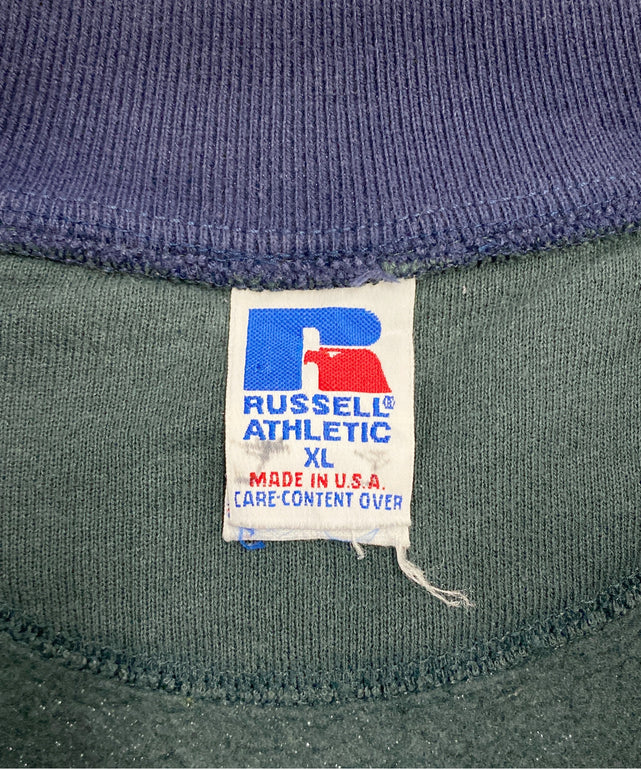 RUSSELL®
ATHLETIC
XL
MADE IN U.S.A.
CARE-CONTENT OVER